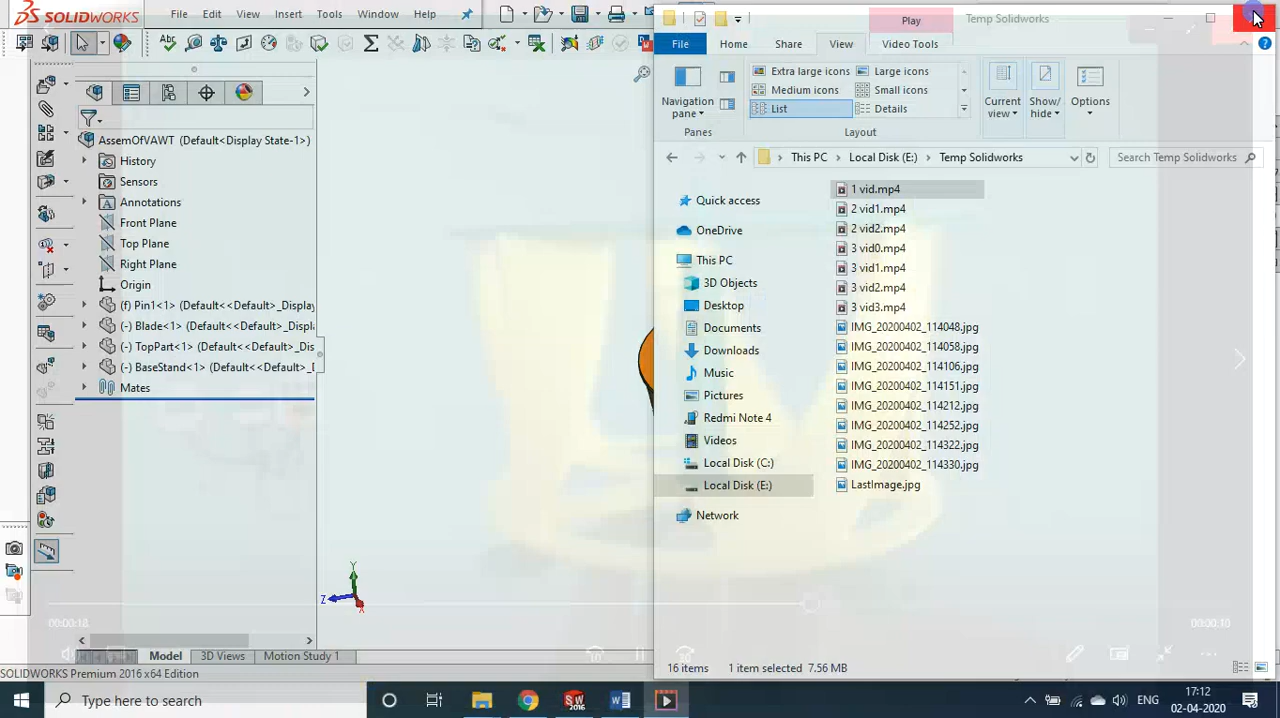 SOLIDWORKS File Edit View Insert Tools Window Help
AssemOfVAWT (Default<Display State-1>)
History
Sensors
Annotations
Front Plane
Top Plane
Right Plane
Origin
(f) Pin1<1> (Default<<Default>_Display
(-) Blade<1> (Default<<Default>_Displ
(-) TopPart<1> (Default<<Default>_Dis
(-) BaseStand<1> (Default<<Default>_
Mates
Model 3D Views Motion Study 1
SOLIDWORKS Premium 2016 x64 Edition
Play Temp Solidworks
File Home Share View Video Tools
Navigation pane
Panes
Extra large icons Large icons
Medium icons Small icons
List Details
Layout
Current view
Show/ hide
Options
This PC Local Disk (E:) Temp Solidworks Search Temp Solidworks
Quick access
OneDrive
This PC
3D Objects
Desktop
Documents
Downloads
Music
Pictures
Redmi Note 4
Videos
Local Disk (C:)
Local Disk (E:)
Network
1 vid.mp4
2 vid1.mp4
2 vid2.mp4
3 vid0.mp4
3 vid1.mp4
3 vid2.mp4
3 vid3.mp4
IMG_20200402_114048.jpg
IMG_20200402_114058.jpg
IMG_20200402_114106.jpg
IMG_20200402_114151.jpg
IMG_20200402_114212.jpg
IMG_20200402_114252.jpg
IMG_20200402_114322.jpg
IMG_20200402_114330.jpg
LastImage.jpg
16 items 1 item selected 7.56 MB
00:00:18 00:00:10
Y
Z
X
Type here to search
SW 2016
ENG
17:12
02-04-2020